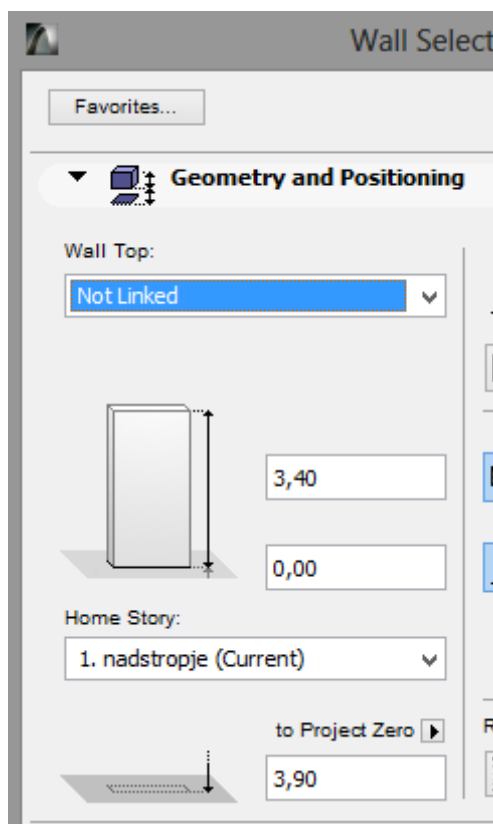 Wall Selec
Favorites...
Geometry and Positioning
Wall Top:
Not Linked
3,40
0,00
Home Story:
1. nadstropje (Current)
to Project Zero
3,90